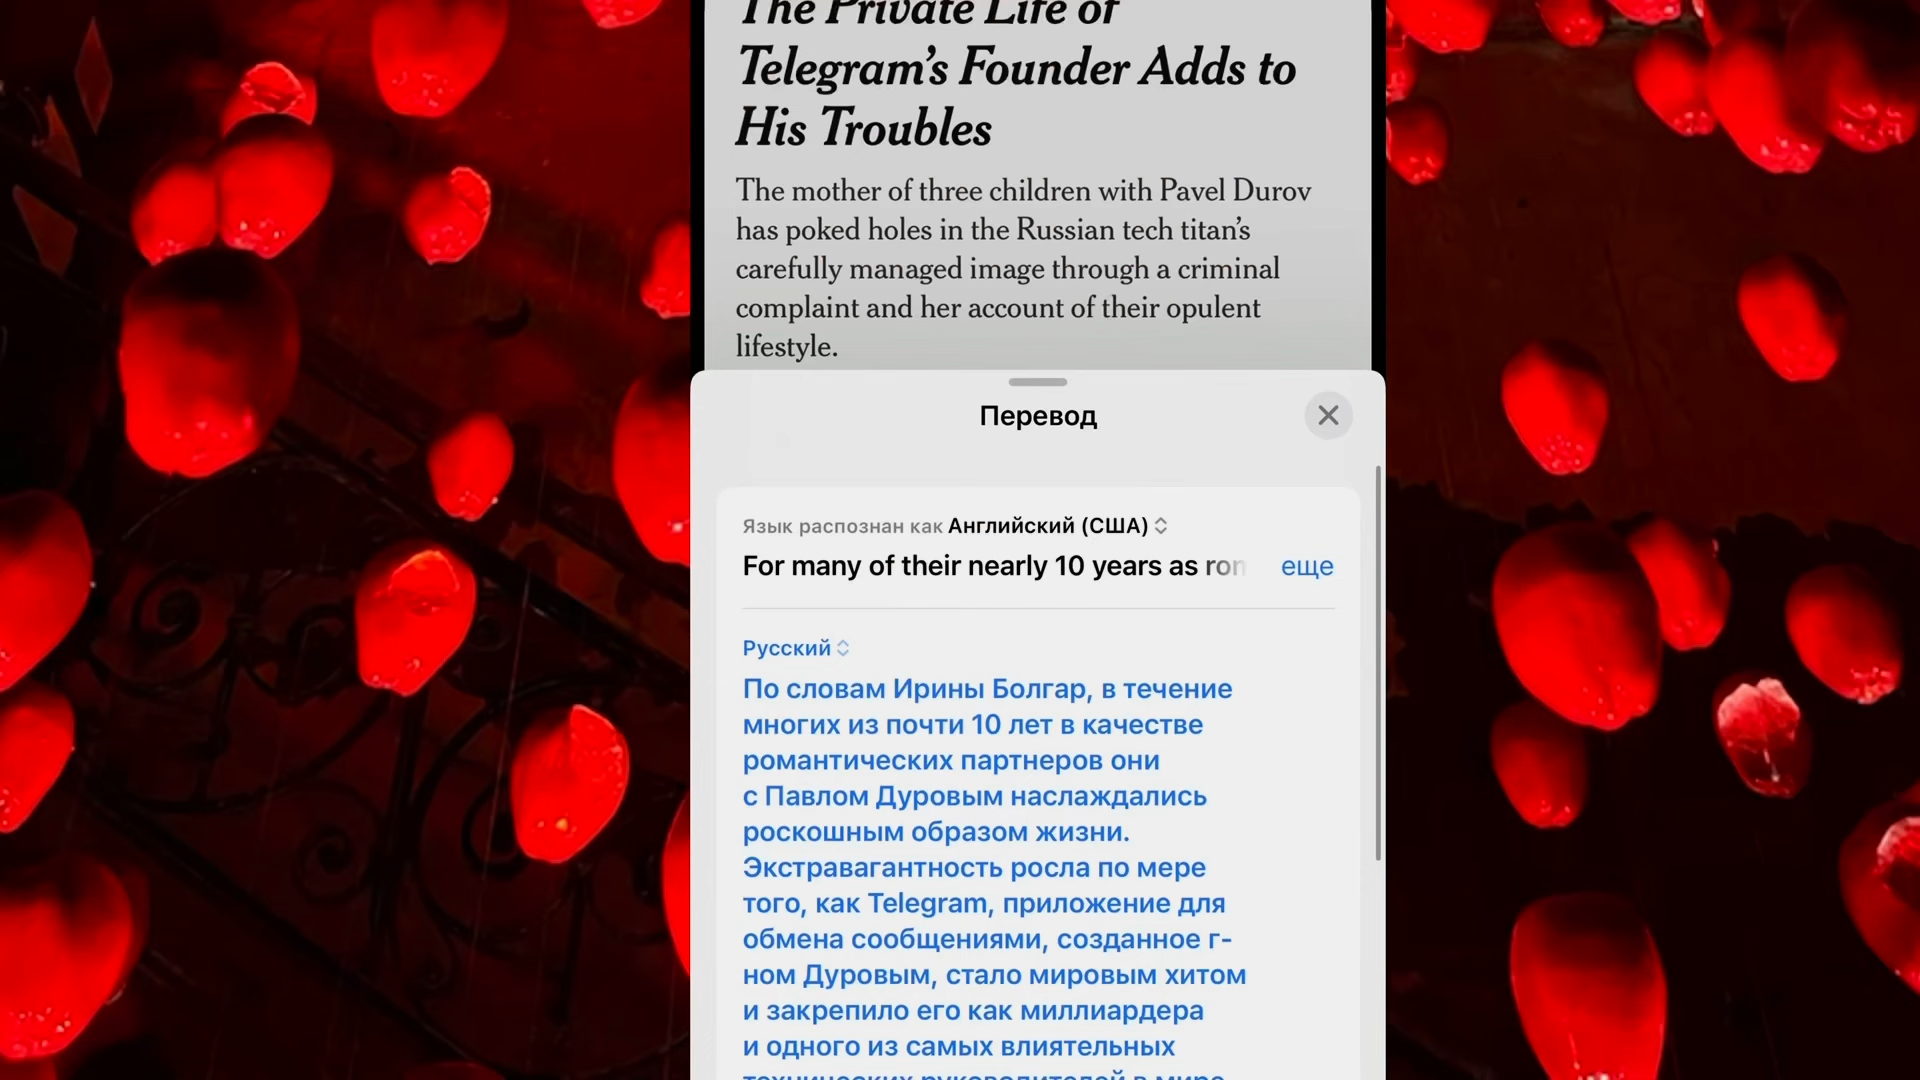 The Private Life of
Telegram’s Founder Adds to
His Troubles
The mother of three children with Pavel Durov
has poked holes in the Russian tech titan’s
carefully managed image through a criminal
complaint and her account of their opulent
lifestyle.
Перевод
Язык распознан как Английский (США)
For many of their nearly 10 years as ron
еще
Русский
По словам Ирины Болгар, в течение
многих из почти 10 лет в качестве
романтических партнеров они
с Павлом Дуровым наслаждались
роскошным образом жизни.
Экстравагантность росла по мере
того, как Telegram, приложение для
обмена сообщениями, созданное г-
ном Дуровым, стало мировым хитом
и закрепило его как миллиардера
и одного из самых влиятельных
технических руководителей в мире